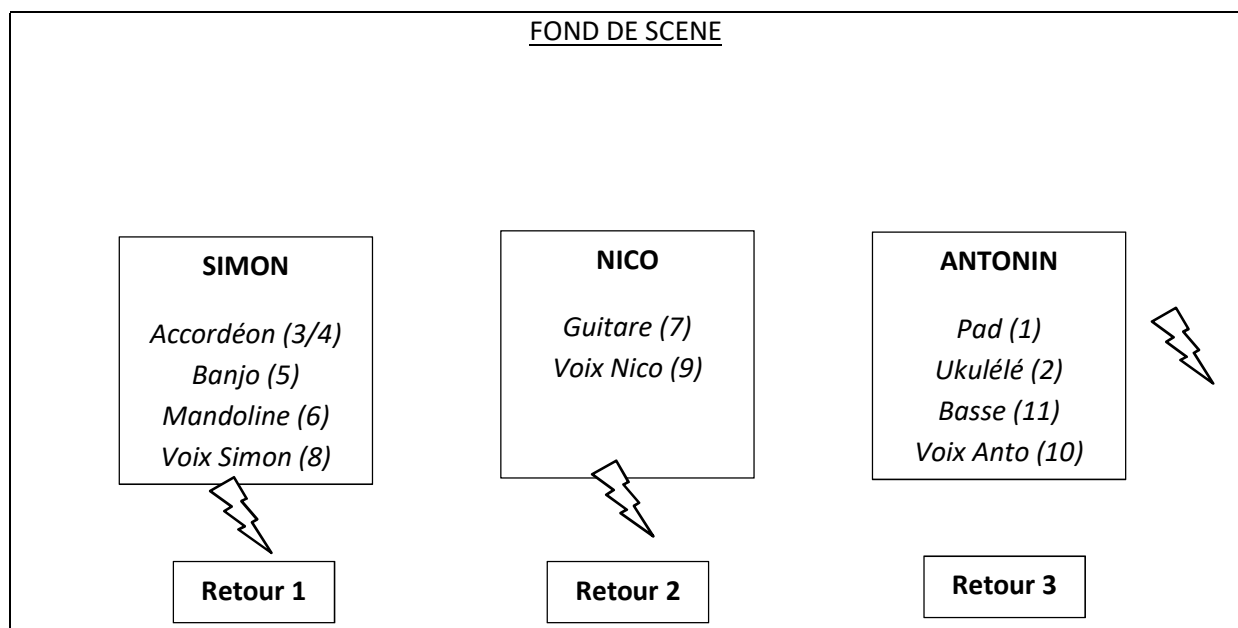 FOND DE SCENE
SIMON
Accordéon (3/4)
Banjo (5)
Mandoline (6)
Voix Simon (8)
NICO
Guitare (7)
Voix Nico (9)
ANTONIN
Pad (1)
Ukulélé (2)
Basse (11)
Voix Anto (10)
Retour 1
Retour 2
Retour 3